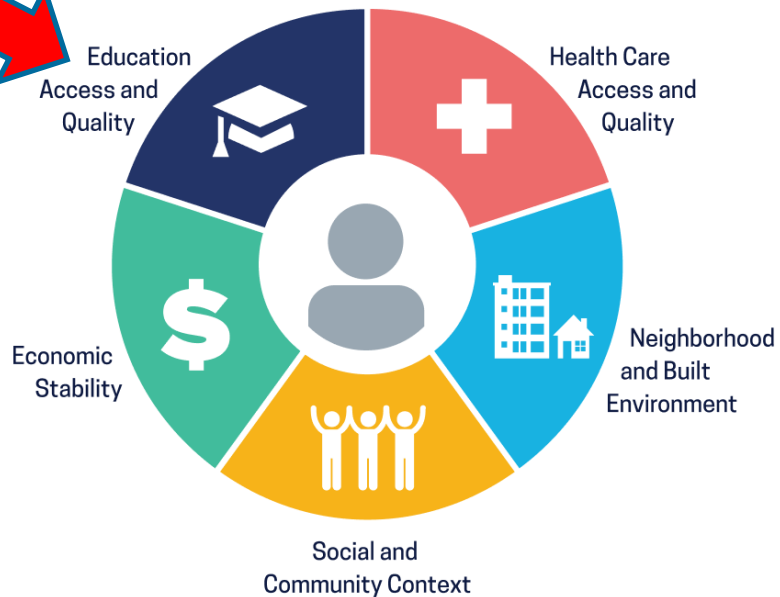 Education
Access and
Quality
Health Care
Access and
Quality
Economic
Stability
Neighborhood
and Built
Environment
Social and
Community Context